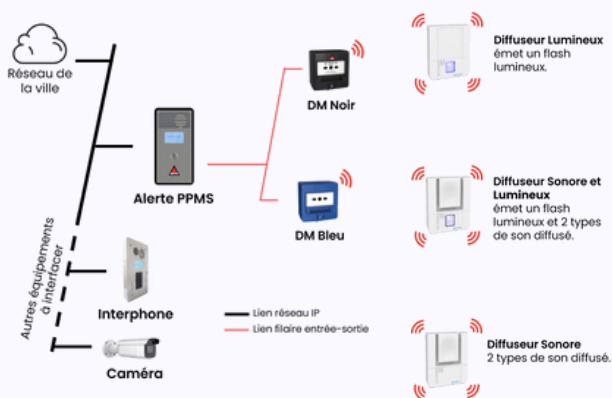 Réseau de
la ville
Alerte PPMS
DM Noir
DM Bleu
Diffuseur Lumineux
émet un flash
lumineux.
Diffuseur Sonore et
Lumineux
émet un flash
lumineux et 2 types
de son diffusé.
Autres équipements
à interfacer
Interphone
Caméra
Lien réseau IP
Lien filaire entrée-sortie
Diffuseur Sonore
2 types de son diffusé.